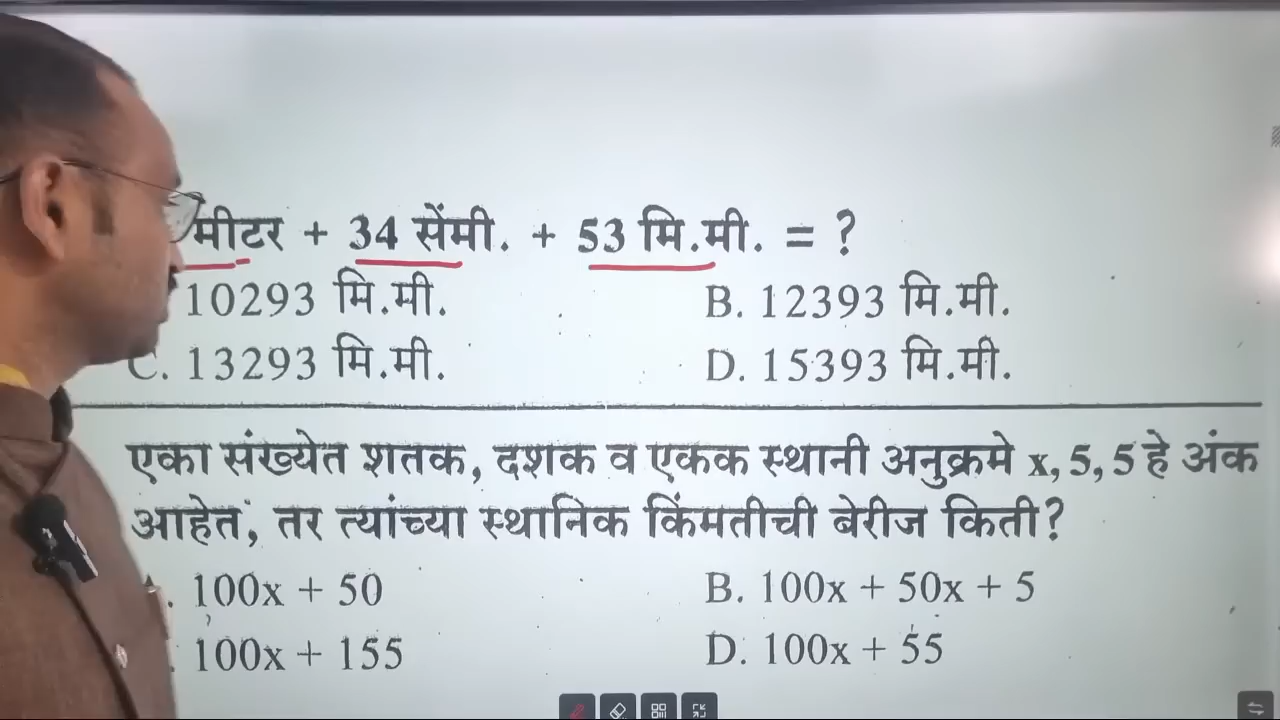 मीटर + 34 सेंमी. + 53 मि.मी. = ?
10293 मि.मी. B. 12393 मि.मी.
C. 13293 मि.मी. D. 15393 मि.मी.
एका संख्येत शतक, दशक व एकक स्थानी अनुक्रमे x, 5, 5 हे अंक
आहेत, तर त्यांच्या स्थानिक किंमतीची बेरीज किती?
100x + 50 B. 100x + 50x + 5
100x + 155 D. 100x + 55